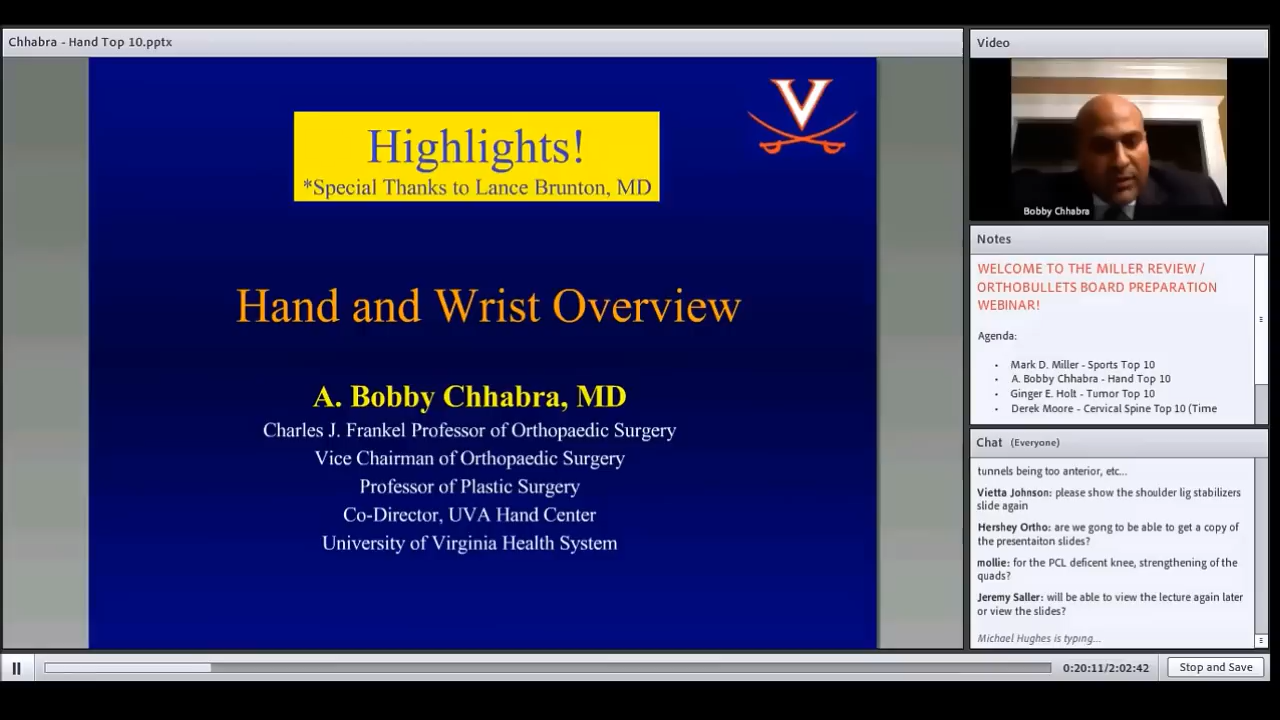 Chhabra - Hand Top 10.pptx
Highlights!
*Special Thanks to Lance Brunton, MD
V
Hand and Wrist Overview
A. Bobby Chhabra, MD
Charles J. Frankel Professor of Orthopaedic Surgery
Vice Chairman of Orthopaedic Surgery
Professor of Plastic Surgery
Co-Director, UVA Hand Center
University of Virginia Health System
Video
Bobby Chhabra
Notes
WELCOME TO THE MILLER REVIEW /
ORTHOBULLETS BOARD PREPARATION
WEBINAR!
Agenda:
• Mark D. Miller - Sports Top 10
• A. Bobby Chhabra - Hand Top 10
• Ginger E. Holt - Tumor Top 10
• Derek Moore - Cervical Spine Top 10 (Time
Chat (Everyone)
tunnels being too anterior, etc...
Vietta Johnson: please show the shoulder lig stabilizers
slide again
Hershey Ortho: are we gong to be able to get a copy of
the presentaiton slides?
mollie: for the PCL deficent knee, strengthening of the
quads?
Jeremy Saller: will be able to view the lecture again later
or view the slides?
Michael Hughes is typing...
0:20:11/2:02:42
Stop and Save